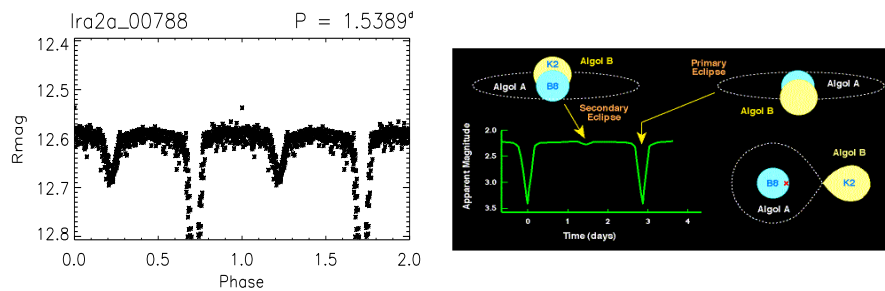 lra2a_00788 P = 1.5389d
12.4
12.5
12.6
12.7
12.8
Rmag
0.0 0.5 1.0 1.5 2.0
Phase
K2
B8
Algol B
Algol A
Secondary
Eclipse
Primary
Eclipse
Algol A
Algol B
2.0
2.5
3.0
3.5
Apparent Magnitude
0 1 2 3 4
Time (days)
Algol B
B8
K2
Algol A